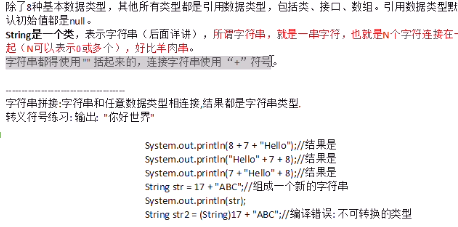 除了8种基本数据类型，其他所有类型都是引用数据类型，包括类、接口、数组。引用数据类型默
认初始值都是null。
String是一个类，表示字符串（后面详讲），所谓字符串，就是一串字符，也就是N个字符连接在一
起（N可以表示0或多个），好比羊肉串。
字符串都得使用""括起来的，连接字符串使用“+”符号。
------------------------------------
字符串拼接:字符串和任意数据类型相连接,结果都是字符串类型.
转义符号练习: 输出: "你好世界"
System.out.println(8 + 7 + "Hello");//结果是
System.out.println("Hello" + 7 + 8);//结果是
System.out.println(7 + "Hello" + 8);//结果是
String str = 17 + "ABC";//组成一个新的字符串
System.out.println(str);
String str2 = (String)17 + "ABC";//编译错误: 不可转换的类型